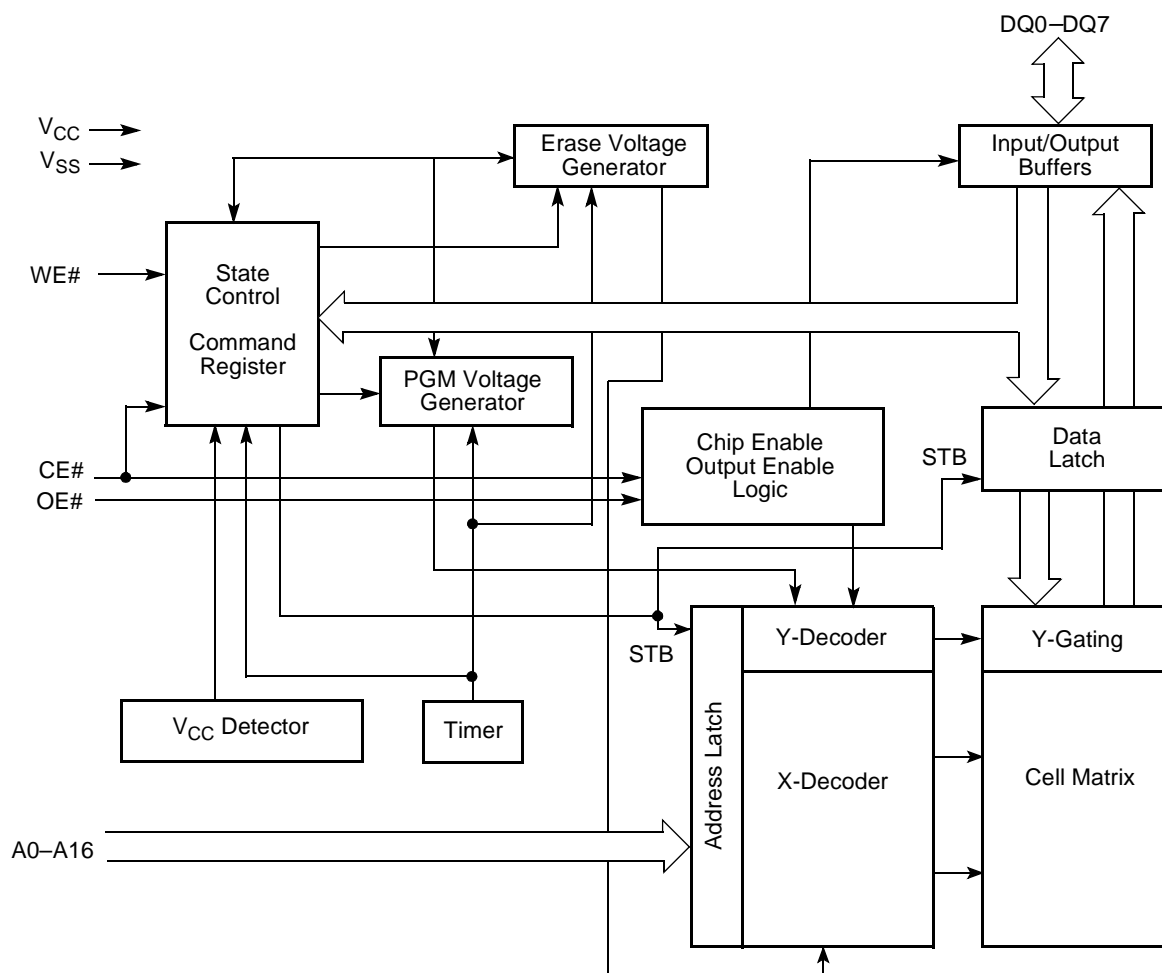 DQ0–DQ7
VCC
VSS
Erase Voltage
Generator
Input/Output
Buffers
WE#
State
Control
Command
Register
PGM Voltage
Generator
Chip Enable
Output Enable
Logic
Data
Latch
STB
CE#
OE#
STB
Y-Decoder
Y-Gating
VCC Detector
Timer
Address Latch
X-Decoder
Cell Matrix
A0–A16